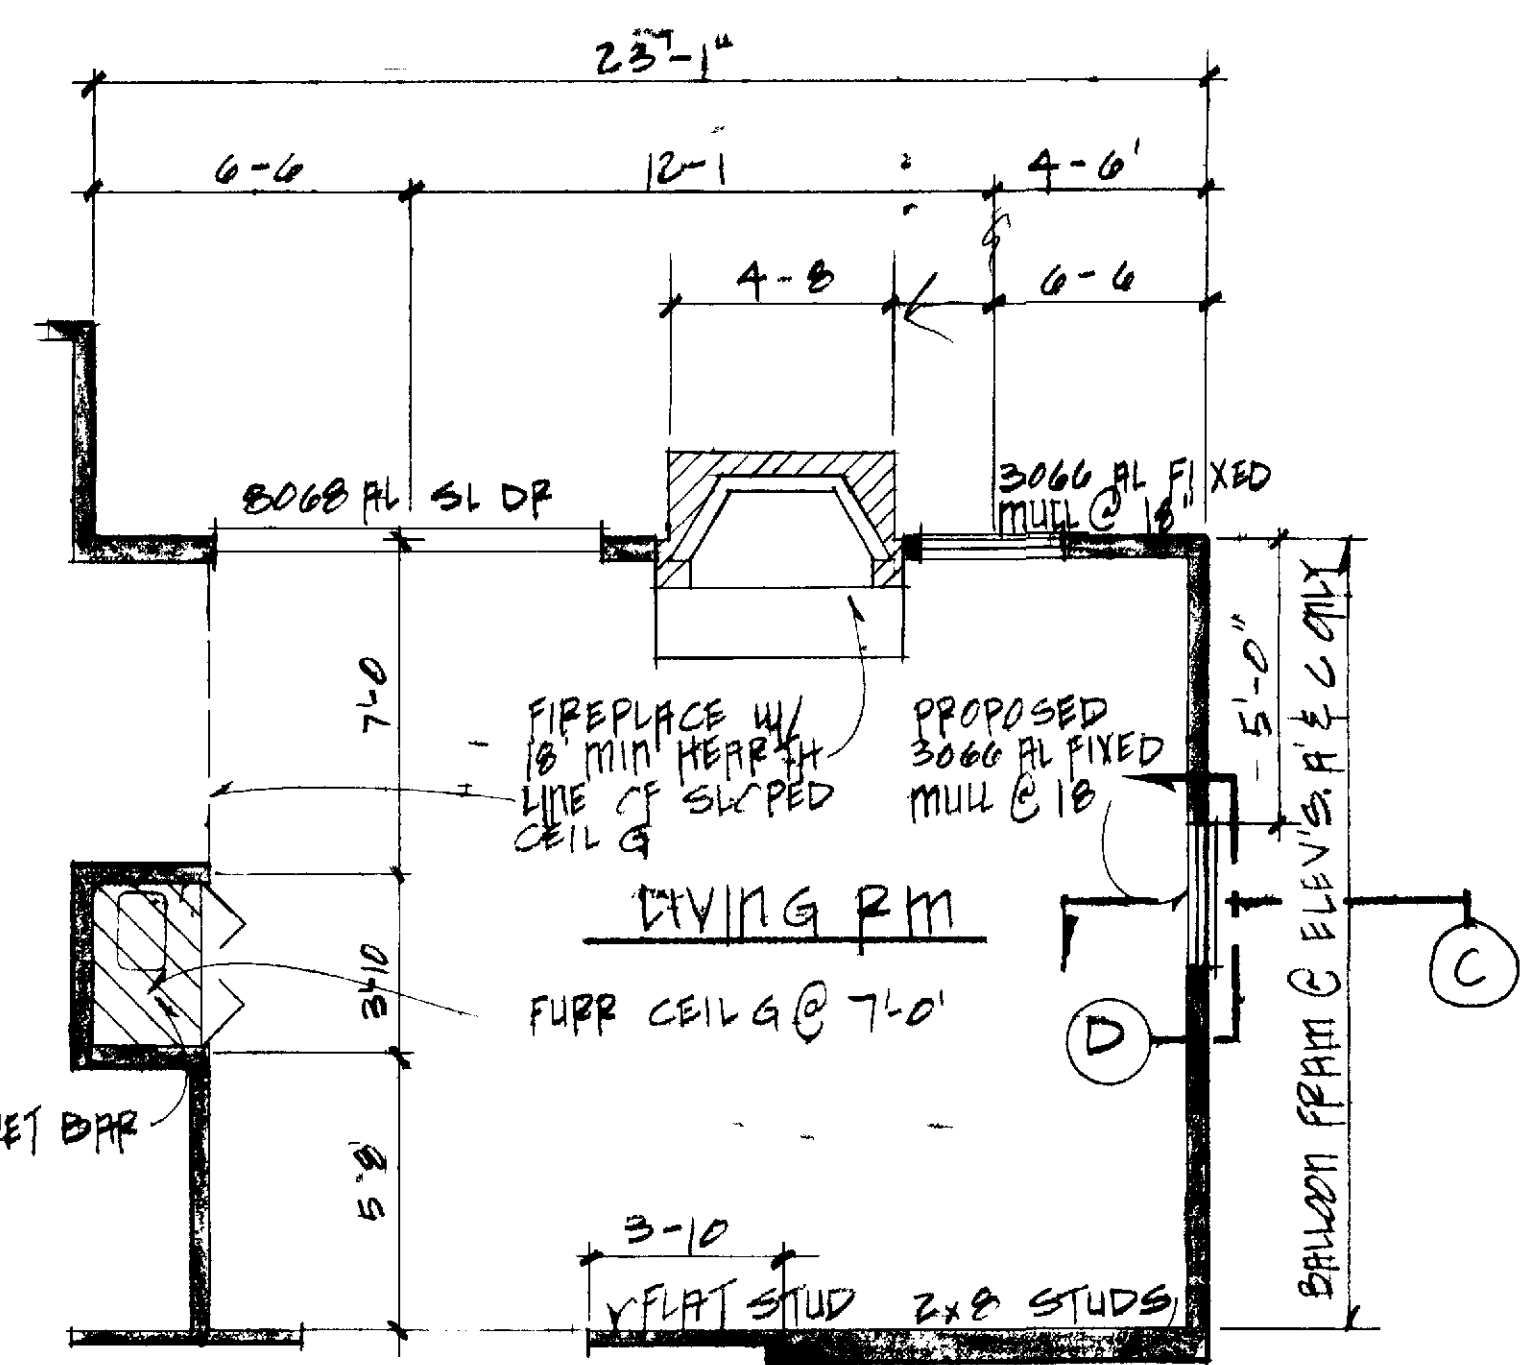 23'-1"
6-6
12-1
4-6'
4-8
6-6
8068 AL SL DR
3066 AL FIXED
MULL @ 18"
7'-0
5'-0"
FIREPLACE W/
18" MIN HEARTH
LINE OF SLOPED
CEIL G
PROPOSED
3066 AL FIXED
MULL @ 18
LIVING RM
FURR CEIL G @ 7'-0'
3'-10
C
D
BAR
5'8
3-10
FLAT STUD
2x8 STUDS
BALLOON FRAM @ ELEV'S. A' & C ONLY